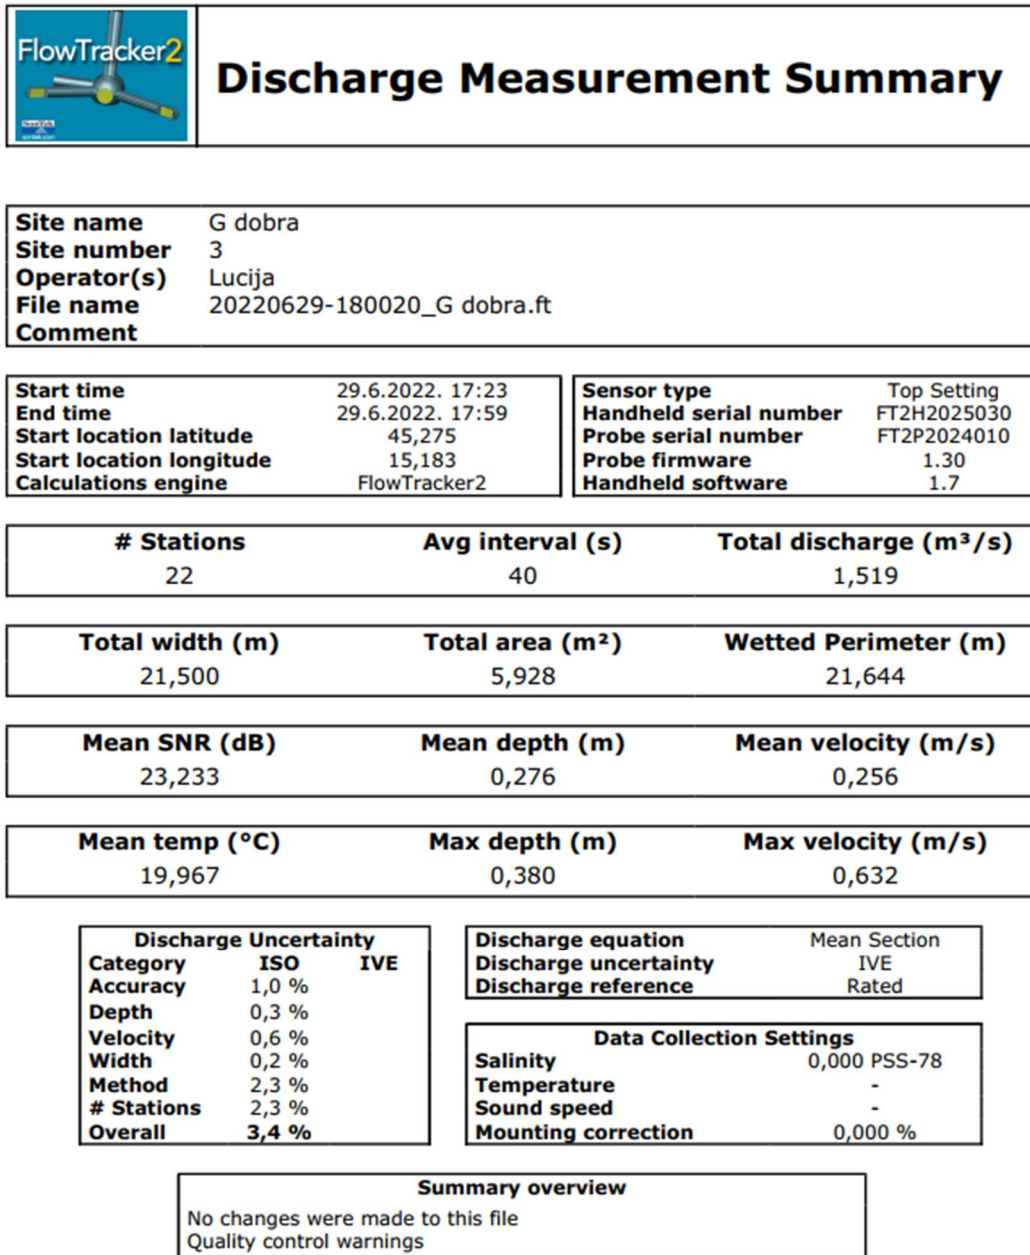 FlowTracker2
Discharge Measurement Summary
Site name G dobra
Site number 3
Operator(s) Lucija
File name 20220629-180020_G dobra.ft
Comment
Start time 29.6.2022. 17:23
End time 29.6.2022. 17:59
Start location latitude 45,275
Start location longitude 15,183
Calculations engine FlowTracker2
Sensor type Top Setting
Handheld serial number FT2H2025030
Probe serial number FT2P2024010
Probe firmware 1.30
Handheld software 1.7
# Stations Avg interval (s) Total discharge (m³/s)
22 40 1,519
Total width (m) Total area (m²) Wetted Perimeter (m)
21,500 5,928 21,644
Mean SNR (dB) Mean depth (m) Mean velocity (m/s)
23,233 0,276 0,256
Mean temp (°C) Max depth (m) Max velocity (m/s)
19,967 0,380 0,632
Discharge Uncertainty
Category ISO IVE
Accuracy 1,0 %
Depth 0,3 %
Velocity 0,6 %
Width 0,2 %
Method 2,3 %
# Stations 2,3 %
Overall 3,4 %
Discharge equation Mean Section
Discharge uncertainty IVE
Discharge reference Rated
Data Collection Settings
Salinity 0,000 PSS-78
Temperature -
Sound speed -
Mounting correction 0,000 %
Summary overview
No changes were made to this file
Quality control warnings